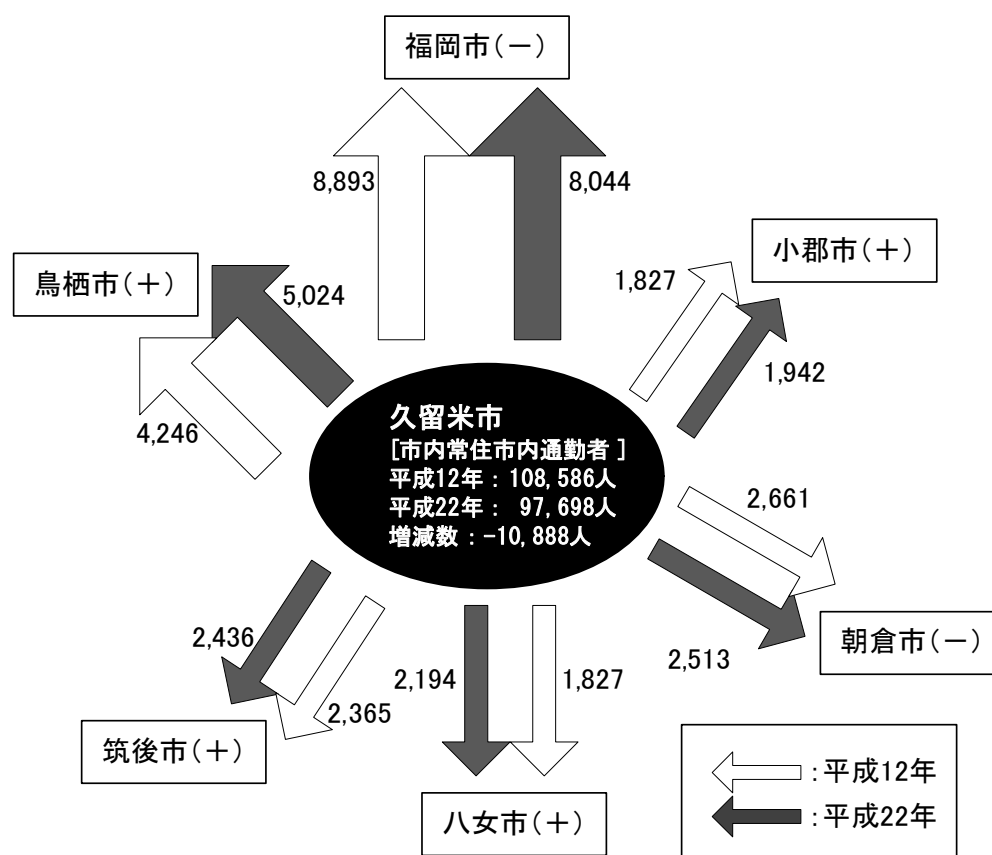 福岡市(－)
8,893
8,044
鳥栖市(＋)
5,024
4,246
小郡市(＋)
1,827
1,942
久留米市
[市内常住市内通勤者]
平成12年：108,586人
平成22年： 97,698人
増減数：-10,888人
2,661
2,513
朝倉市(－)
2,436
2,365
筑後市(＋)
2,194
1,827
八女市(＋)
:平成12年
:平成22年